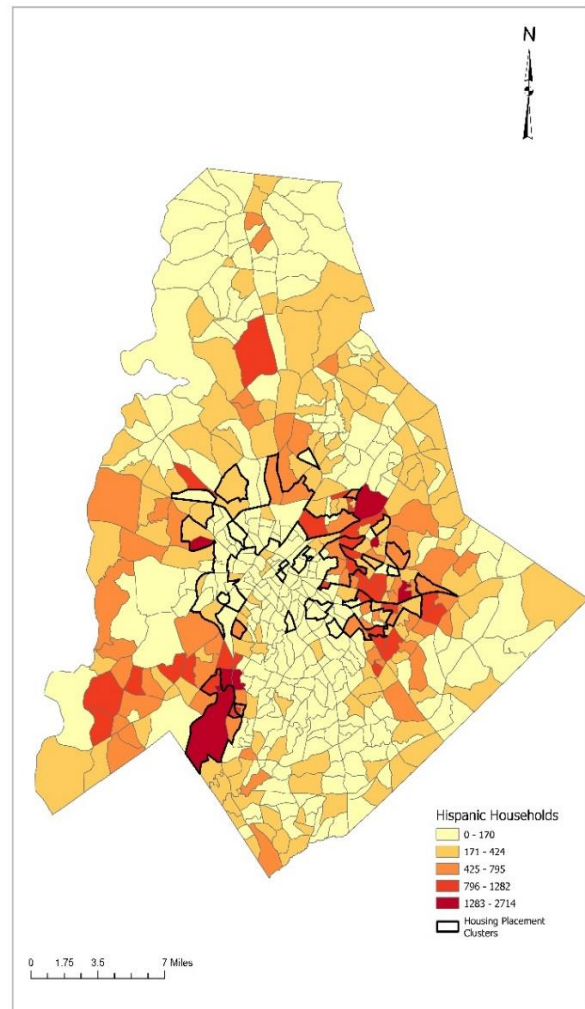 N
Hispanic Households
0 - 170
171 - 424
425 - 795
796 - 1282
1283 - 2714
Housing Placement
Clusters
0 1.75 3.5 7 Miles